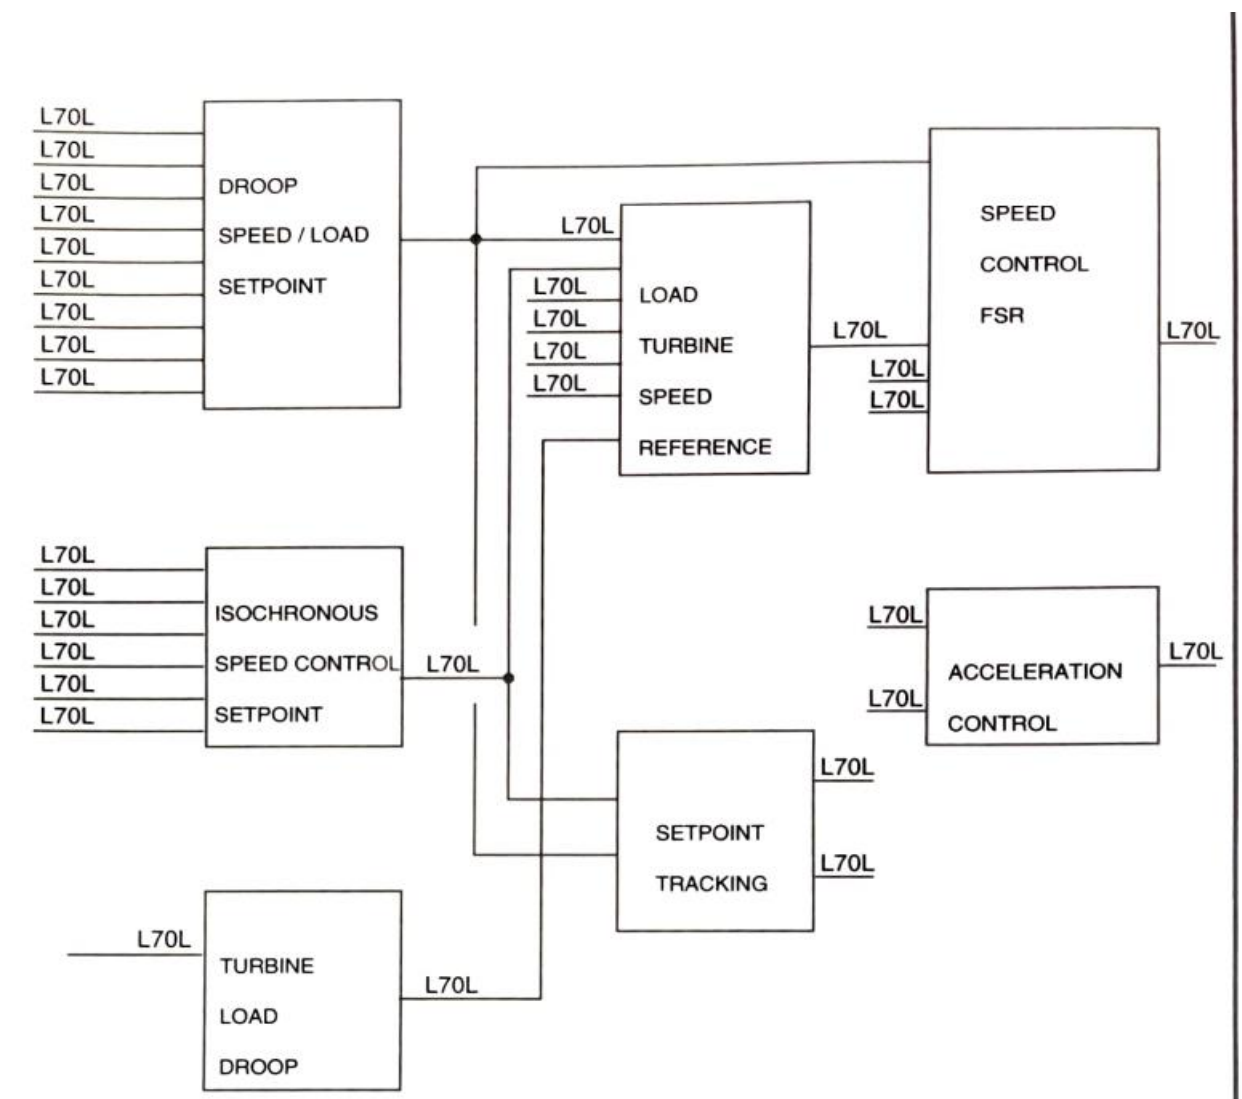 L70L
L70L
L70L
L70L
L70L
L70L
L70L
L70L
L70L
DROOP
SPEED / LOAD
SETPOINT
L70L
L70L
L70L
L70L
L70L
LOAD
TURBINE
SPEED
REFERENCE
L70L
L70L
L70L
SPEED
CONTROL
FSR
L70L
L70L
L70L
L70L
L70L
L70L
L70L
ISOCHRONOUS
SPEED CONTROL
SETPOINT
L70L
L70L
L70L
ACCELERATION
CONTROL
L70L
SETPOINT
TRACKING
L70L
L70L
L70L
TURBINE
LOAD
DROOP
L70L